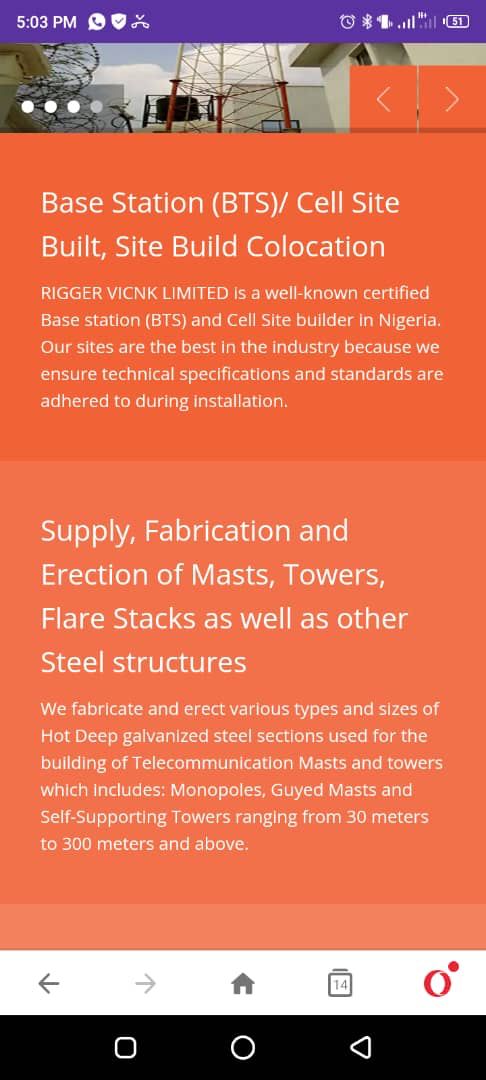 5:03 PM
51
Base Station (BTS)/ Cell Site
Built, Site Build Colocation
RIGGER VICNK LIMITED is a well-known certified
Base station (BTS) and Cell Site builder in Nigeria.
Our sites are the best in the industry because we
ensure technical specifications and standards are
adhered to during installation.
Supply, Fabrication and
Erection of Masts, Towers,
Flare Stacks as well as other
Steel structures
We fabricate and erect various types and sizes of
Hot Deep galvanized steel sections used for the
building of Telecommunication Masts and towers
which includes: Monopoles, Guyed Masts and
Self-Supporting Towers ranging from 30 meters
to 300 meters and above.
14